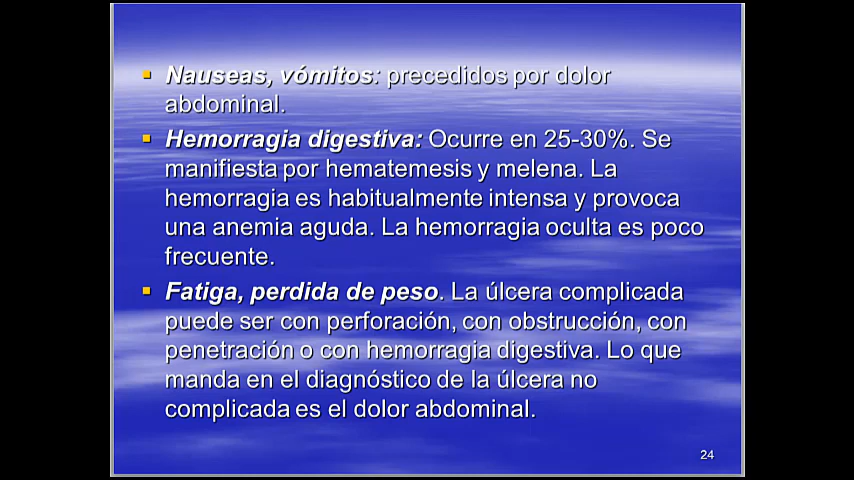 Nauseas, vómitos: precedidos por dolor
abdominal.
Hemorragia digestiva: Ocurre en 25-30%. Se
manifiesta por hematemesis y melena. La
hemorragia es habitualmente intensa y provoca
una anemia aguda. La hemorragia oculta es poco
frecuente.
Fatiga, perdida de peso. La úlcera complicada
puede ser con perforación, con obstrucción, con
penetración o con hemorragia digestiva. Lo que
manda en el diagnóstico de la úlcera no
complicada es el dolor abdominal.
24